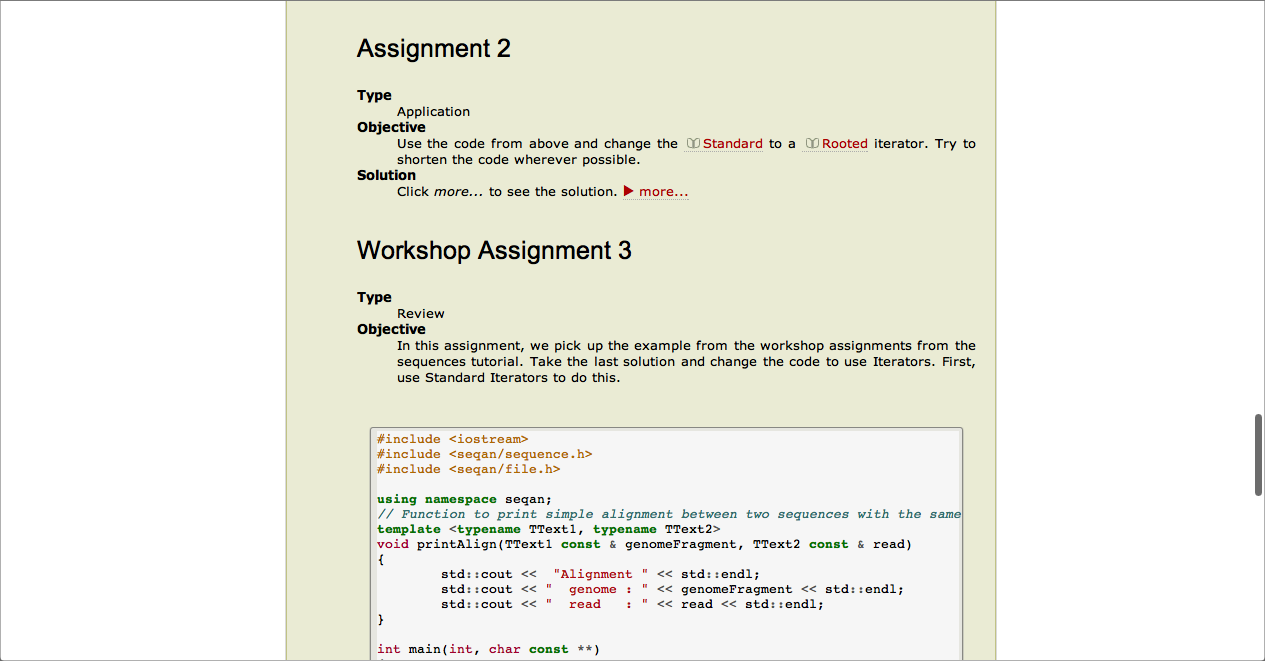 Assignment 2
Type
Application
Objective
Use the code from above and change the Standard to a Rooted iterator. Try to
shorten the code wherever possible.
Solution
Click more... to see the solution. ▶ more...
Workshop Assignment 3
Type
Review
Objective
In this assignment, we pick up the example from the workshop assignments from the
sequences tutorial. Take the last solution and change the code to use Iterators. First,
use Standard Iterators to do this.
#include <iostream>
#include <seqan/sequence.h>
#include <seqan/file.h>
using namespace seqan;
// Function to print simple alignment between two sequences with the same
template <typename TText1, typename TText2>
void printAlign(TText1 const & genomeFragment, TText2 const & read)
{
        std::cout <<  "Alignment " << std::endl;
        std::cout << "  genome : " << genomeFragment << std::endl;
        std::cout << "  read   : " << read << std::endl;
}
int main(int, char const **)